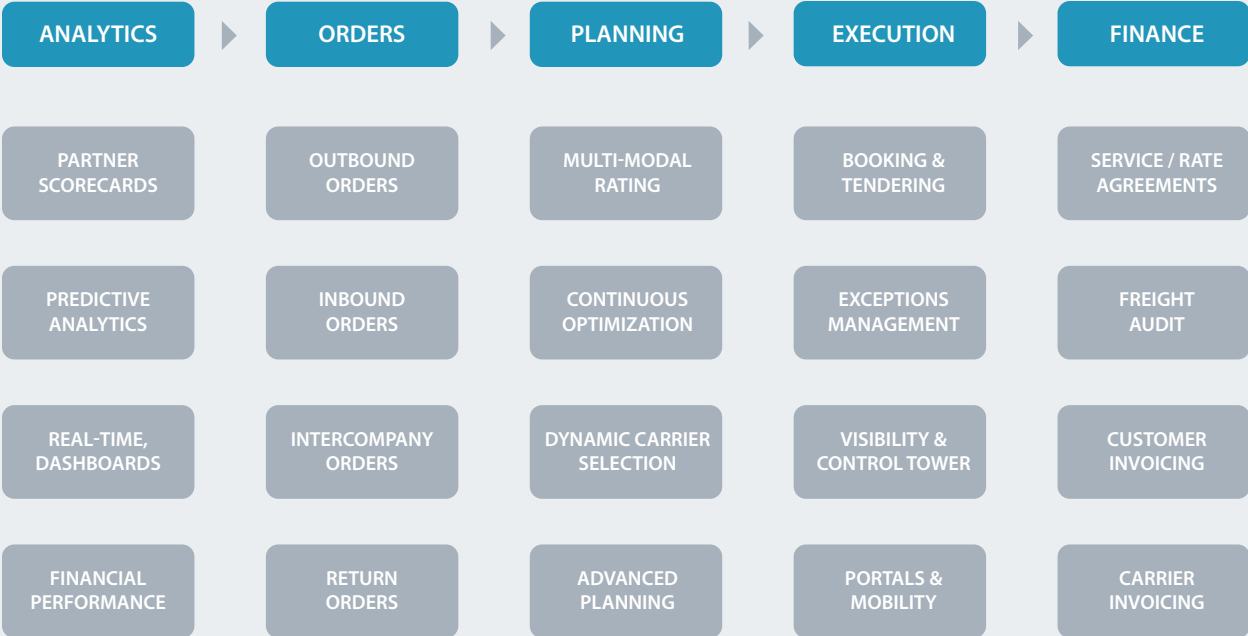 ANALYTICS
ORDERS
PLANNING
EXECUTION
FINANCE
PARTNER
SCORECARDS
OUTBOUND
ORDERS
MULTI-MODAL
RATING
BOOKING &
TENDERING
SERVICE / RATE
AGREEMENTS
PREDICTIVE
ANALYTICS
INBOUND
ORDERS
CONTINUOUS
OPTIMIZATION
EXCEPTIONS
MANAGEMENT
FREIGHT
AUDIT
REAL-TIME,
DASHBOARDS
INTERCOMPANY
ORDERS
DYNAMIC CARRIER
SELECTION
VISIBILITY &
CONTROL TOWER
CUSTOMER
INVOICING
FINANCIAL
PERFORMANCE
RETURN
ORDERS
ADVANCED
PLANNING
PORTALS &
MOBILITY
CARRIER
INVOICING